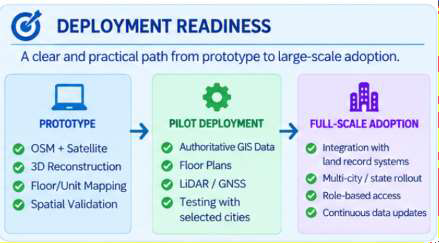 DEPLOYMENT READINESS
A clear and practical path from prototype to large-scale adoption.
PROTOTYPE
OSM + Satellite
3D Reconstruction
Floor/Unit Mapping
Spatial Validation
PILOT DEPLOYMENT
Authoritative GIS Data
Floor Plans
LiDAR / GNSS
Testing with
selected cities
FULL-SCALE ADOPTION
Integration with
land record systems
Multi-city / state rollout
Role-based access
Continuous data updates